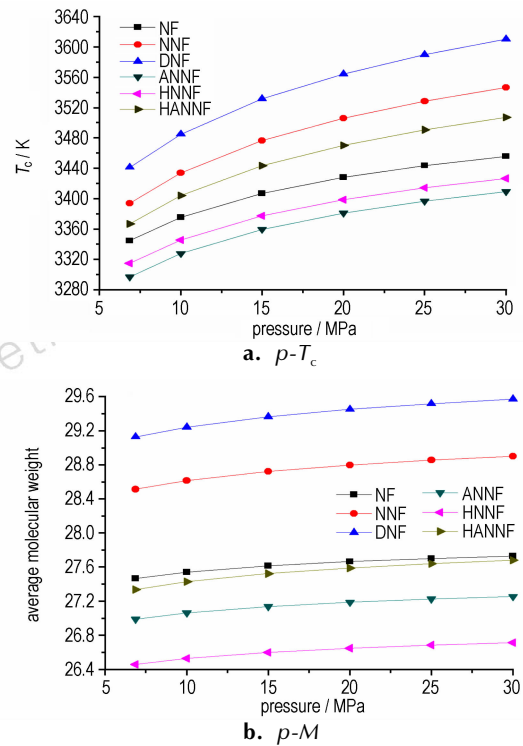 3640
3600
3560
3520
3480
3440
3400
3360
3320
3280
T_c / K
NF
NNF
DNF
ANNF
HNNF
HANNF
5 10 15 20 25 30
pressure / MPa
a. p-T_c
29.6
29.2
28.8
28.4
28.0
27.6
27.2
26.8
26.4
average molecular weight
NF ANNF
NNF HNNF
DNF HANNF
5 10 15 20 25 30
pressure / MPa
b. p-M